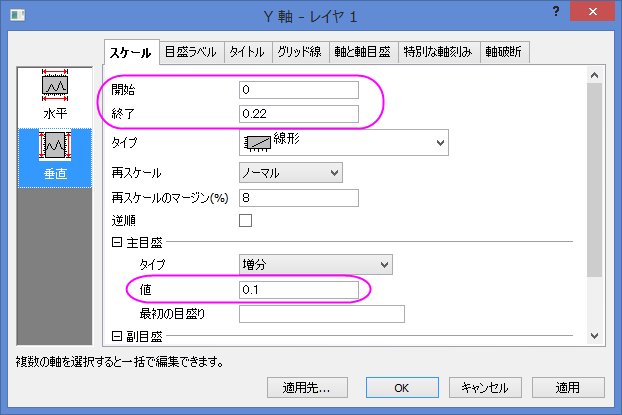 Y 軸 - レイヤ 1
スケール 目盛ラベル タイトル グリッド線 軸と軸目盛 特別な軸刻み 軸破断
水平
垂直
開始 0
終了 0.22
タイプ 線形
再スケール ノーマル
再スケールのマージン(%) 8
逆順
主目盛
タイプ 増分
値 0.1
最初の目盛り
副目盛
複数の軸を選択すると一括で編集できます。
適用先... OK キャンセル 適用